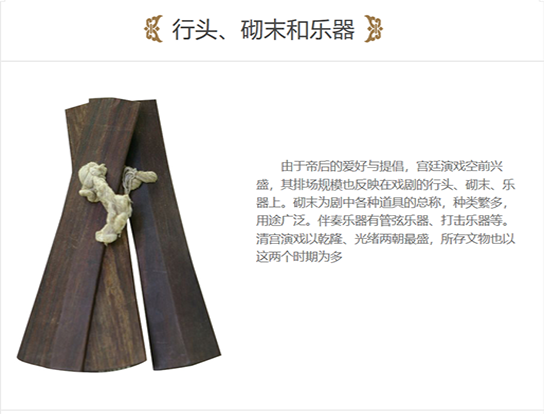 行头、砌末和乐器
由于帝后的爱好与提倡，宫廷演戏空前兴
盛，其排场规模也反映在戏剧的行头、砌末、乐
器上。砌末为剧中各种道具的总称，种类繁多，
用途广泛。伴奏乐器有管弦乐器、打击乐器等。
清宫演戏以乾隆、光绪两朝最盛，所存文物也以
这两个时期为多